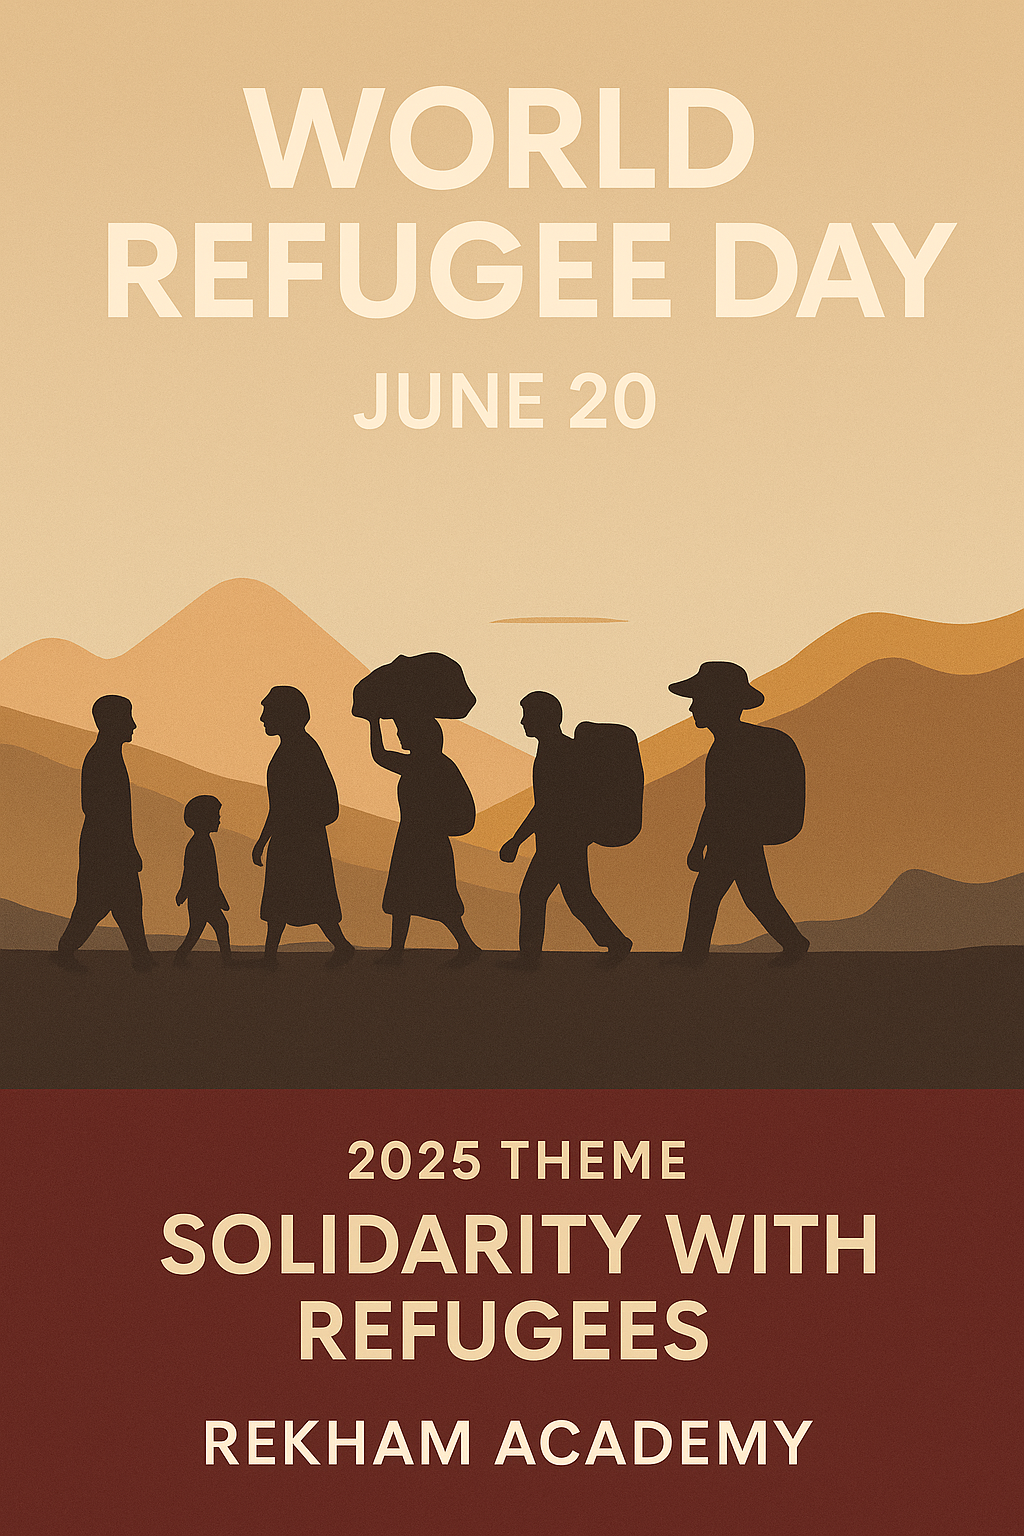 WORLD
REFUGEE DAY
JUNE 20
2025 THEME
SOLIDARITY WITH
REFUGEES
REKHAM ACADEMY